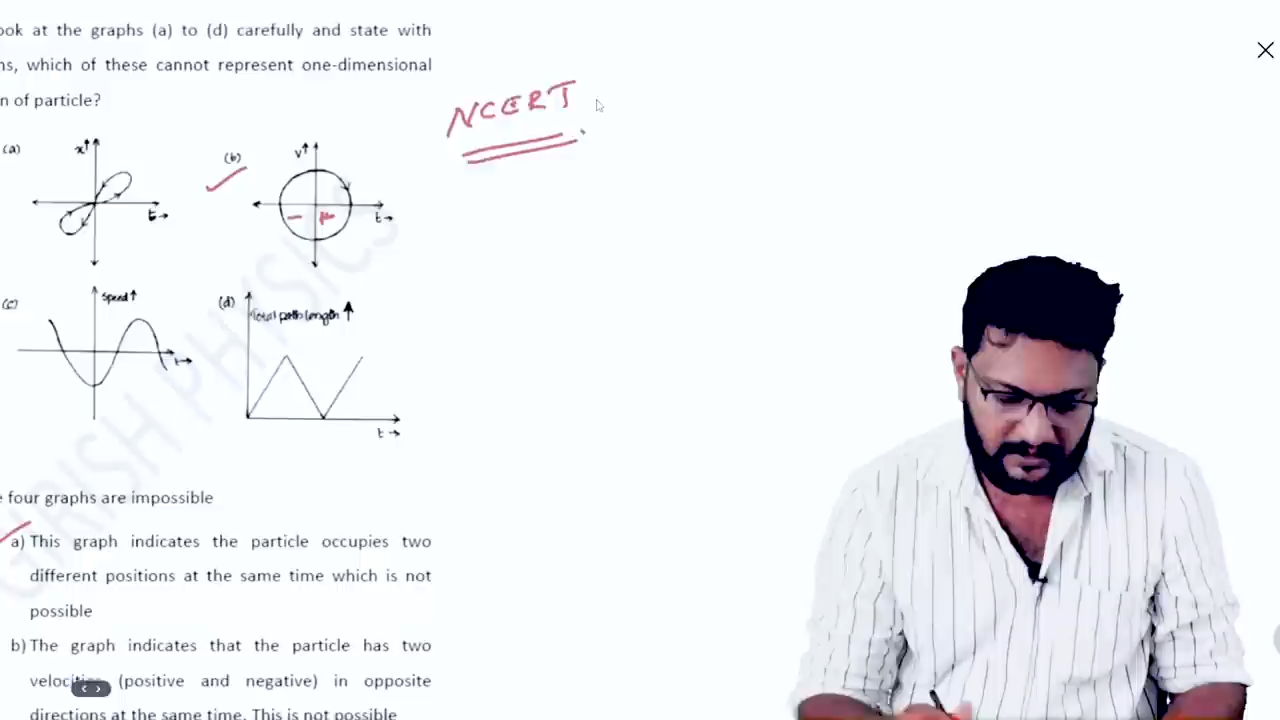 ook at the graphs (a) to (d) carefully and state with
ns, which of these cannot represent one-dimensional
n of particle?
NCERT
(a) x↑ t→
(b) v↑ t→
(c) Speed↑ t→
(d) Total path length ↑ t→
e four graphs are impossible
a) This graph indicates the particle occupies two
different positions at the same time which is not
possible
b) The graph indicates that the particle has two
(positive and negative) in opposite
directions at the same time. This is not possible
GIRISH PHYSICS